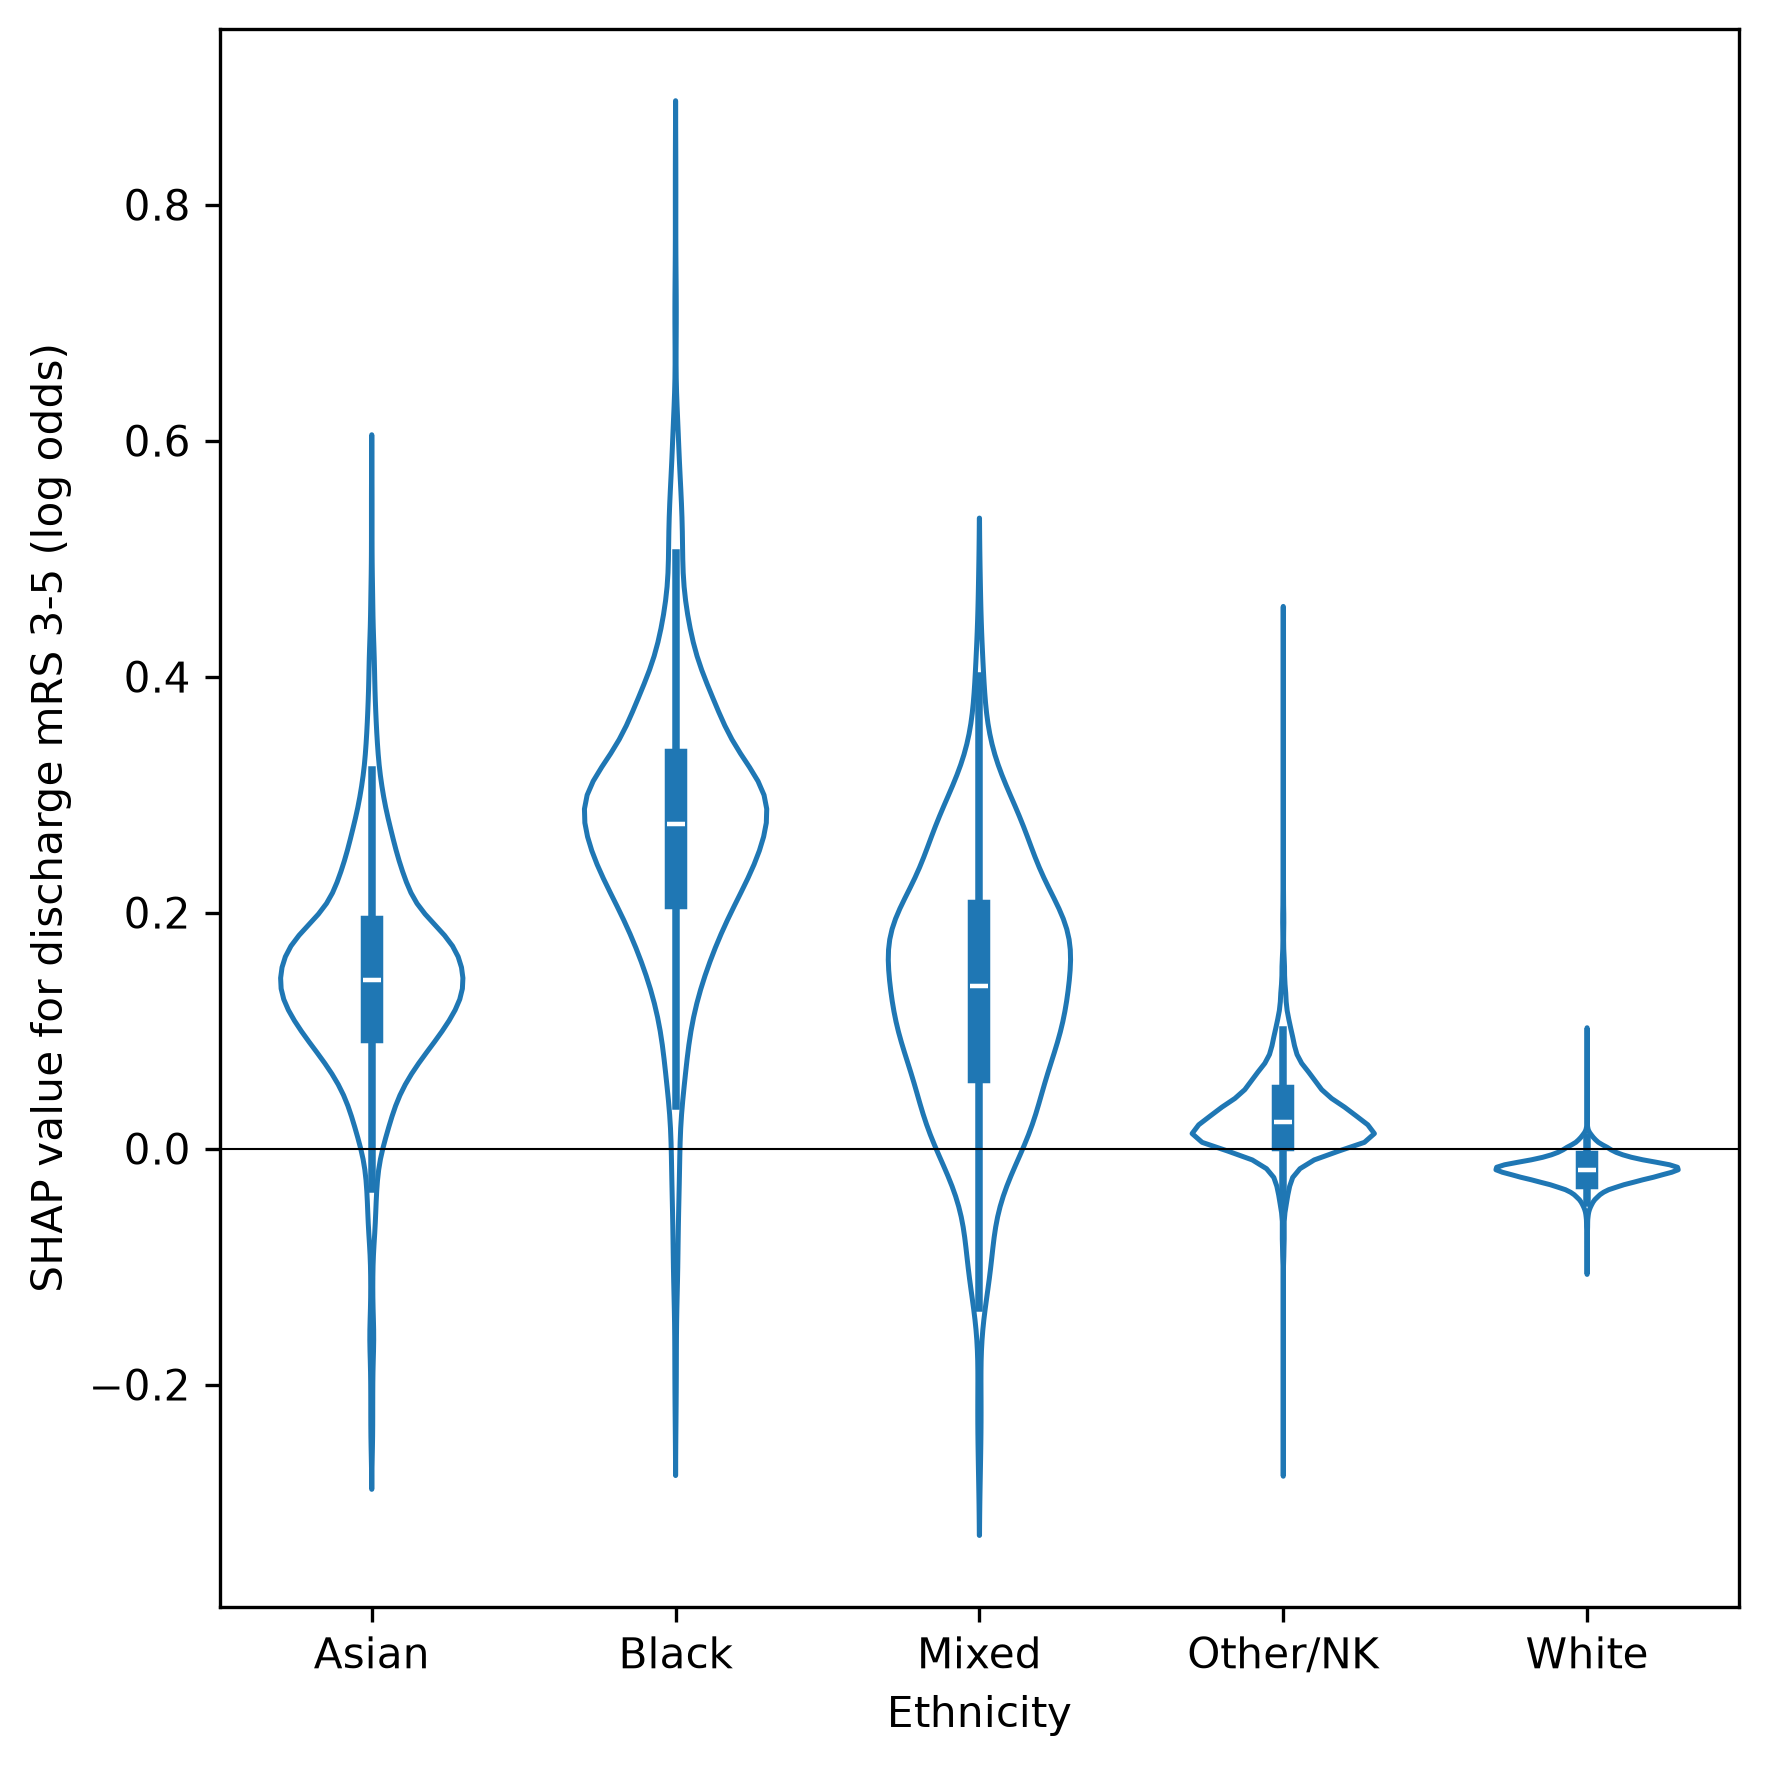 SHAP value for discharge mRS 3-5 (log odds)
0.8
0.6
0.4
0.2
0.0
−0.2
Asian Black Mixed Other/NK White
Ethnicity